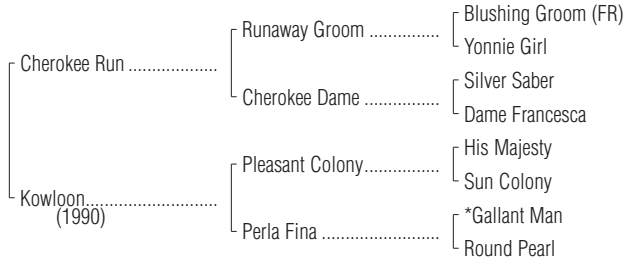 Blushing Groom (FR)
Runaway Groom ................
Yonnie Girl
Cherokee Run ....................
Silver Saber
Cherokee Dame .................
Dame Francesca
His Majesty
Pleasant Colony.................
Sun Colony
Kowloon..............................
(1990)
*Gallant Man
Perla Fina ..........................
Round Pearl